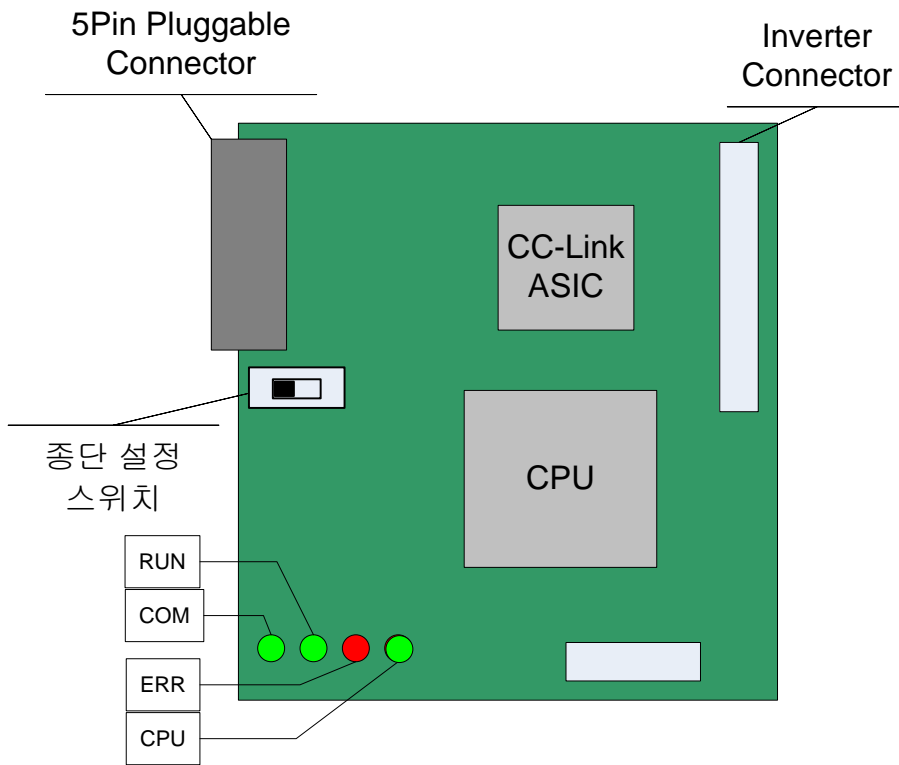 5Pin Pluggable
Connector
Inverter
Connector
CC-Link
ASIC
CPU
종단 설정
스위치
RUN
COM
ERR
CPU